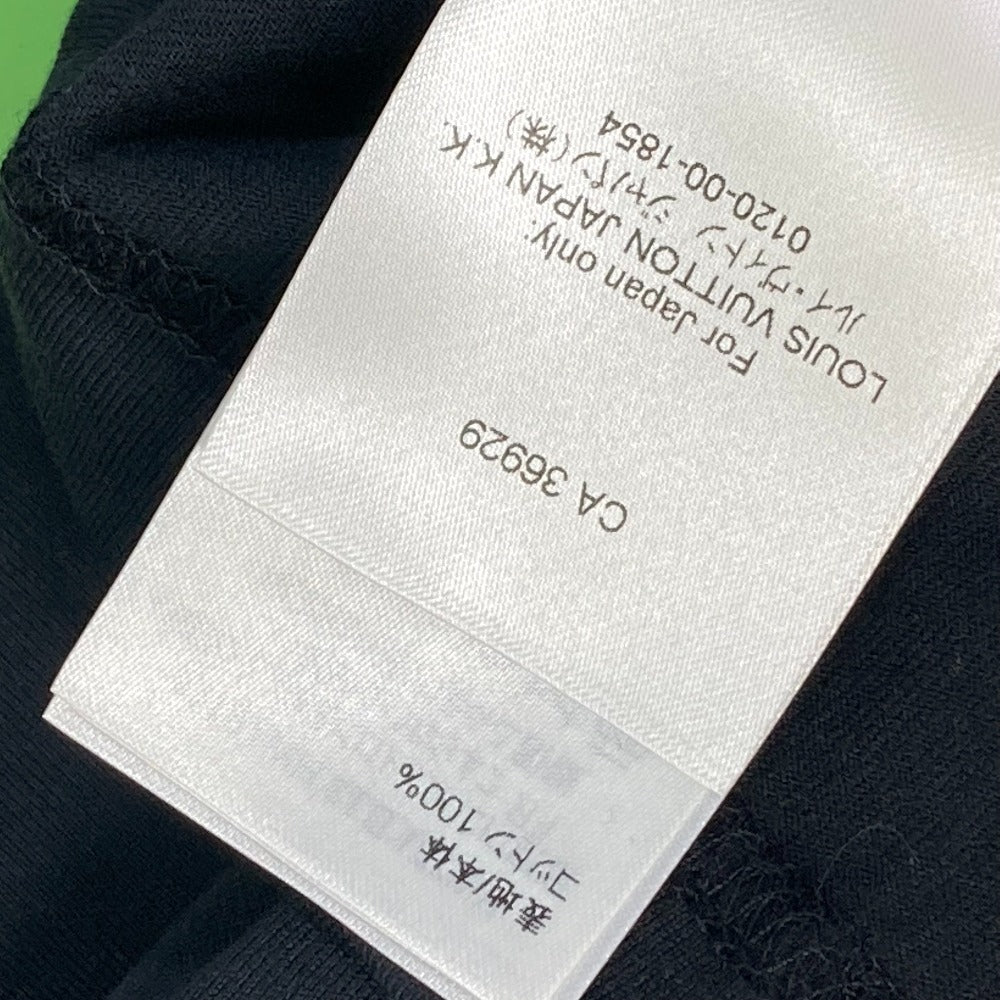 表地/本体
コットン 100%
CA 36929
For Japan only:
LOUIS VUITTON JAPAN K.K.
ルイ・ヴィトン ジャパン(株)
0120-00-1854